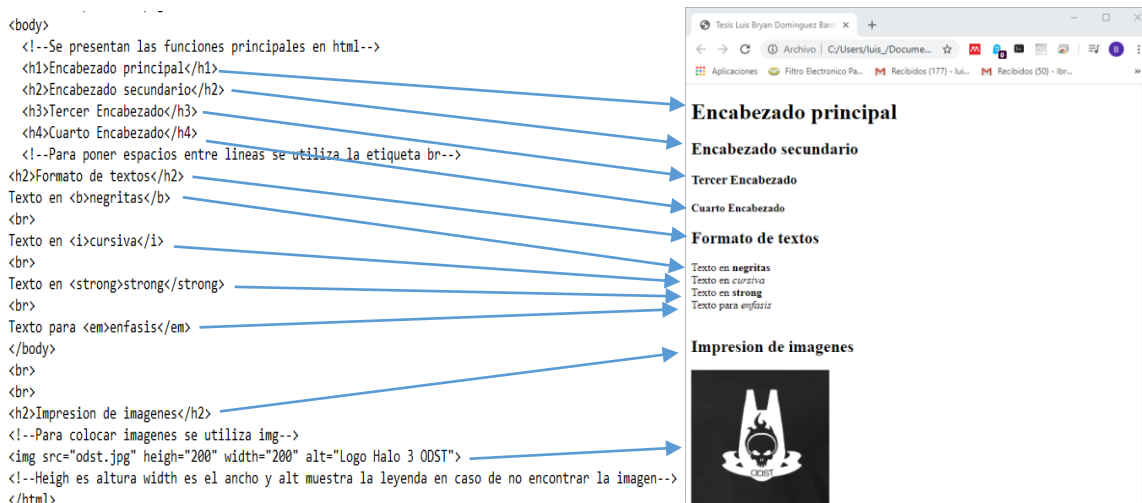 <body>
<!--Se presentan las funciones principales en html-->
<h1>Encabezado principal</h1>
<h2>Encabezado secundario</h2>
<h3>Tercer Encabezado</h3>
<h4>Cuarto Encabezado</h4>
<!--Para poner espacios entre lineas se utiliza la etiqueta br-->
<h2>Formato de textos</h2>
Texto en <b>negritas</b>
<br>
Texto en <i>cursiva</i>
<br>
Texto en <strong>strong</strong>
<br>
Texto para <em>enfasis</em>
</body>
<br>
<br>
<h2>Impresion de imagenes</h2>
<!--Para colocar imagenes se utiliza img-->
<img src="odst.jpg" heigh="200" width="200" alt="Logo Halo 3 ODST">
<!--Heigh es altura width es el ancho y alt muestra la leyenda en caso de no encontrar la imagen-->
</html>
Tesis Luis Bryan Dominguez Barr
Archivo | C:/Users/luis_/Docume...
0
B
Aplicaciones
Filtro Electronico Pa...
Recibidos (177) - lui...
Recibidos (50) - lbr...
Encabezado principal
Encabezado secundario
Tercer Encabezado
Cuarto Encabezado
Formato de textos
Texto en negritas
Texto en cursiva
Texto en strong
Texto para enfasis
Impresion de imagenes
ODST